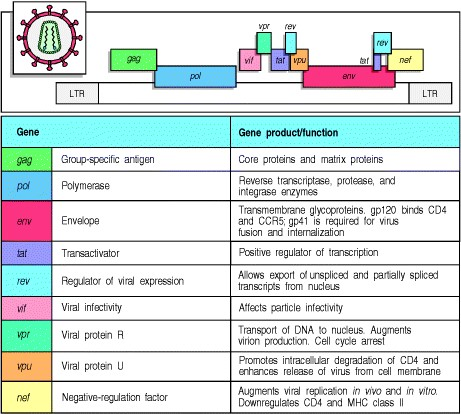 vpr rev
rev
gag vif tat vpu tat nef
pol env
LTR LTR
Gene Gene product/function
gag Group-specific antigen Core proteins and matrix proteins
pol Polymerase Reverse transcriptase, protease, and
integrase enzymes
env Envelope Transmembrane glycoproteins. gp120 binds CD4
and CCR5; gp41 is required for virus
fusion and internalization
tat Transactivator Positive regulator of transcription
rev Regulator of viral expression Allows export of unspliced and partially spliced
transcripts from nucleus
vif Viral infectivity Affects particle infectivity
vpr Viral protein R Transport of DNA to nucleus. Augments
virion production. Cell cycle arrest
vpu Viral protein U Promotes intracellular degradation of CD4 and
enhances release of virus from cell membrane
nef Negative-regulation factor Augments viral replication in vivo and in vitro.
Downregulates CD4 and MHC class II